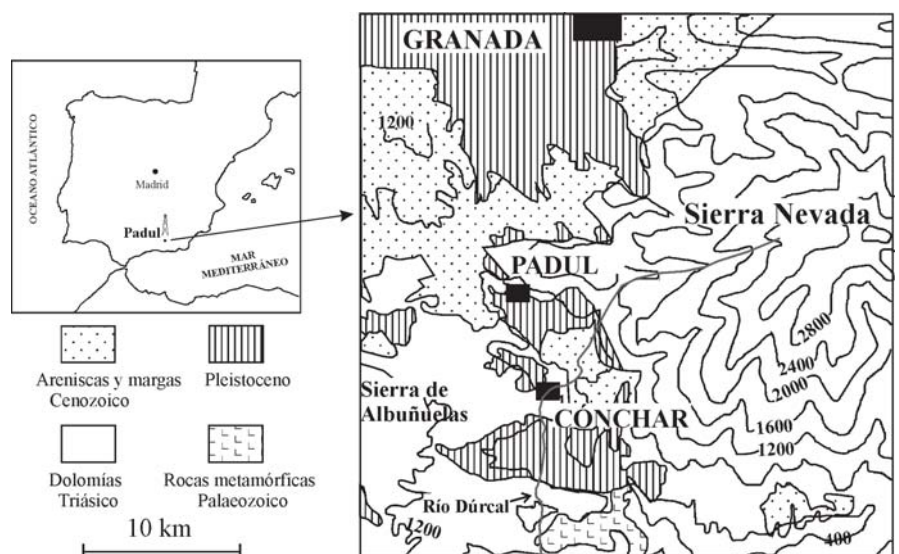 OCEANO ATLÁNTICO
Madrid
Padul
MAR
MEDITERRÁNEO
Areniscas y margas
Cenozoico
Pleistoceno
Dolomías
Triásico
Rocas metamórficas
Palaeozoico
10 km
GRANADA
1200
Sierra Nevada
PADUL
2800
2400
2000
1600
1200
Sierra de
Albuñuelas
CÓNCHAR
Río Dúrcal
1200
400